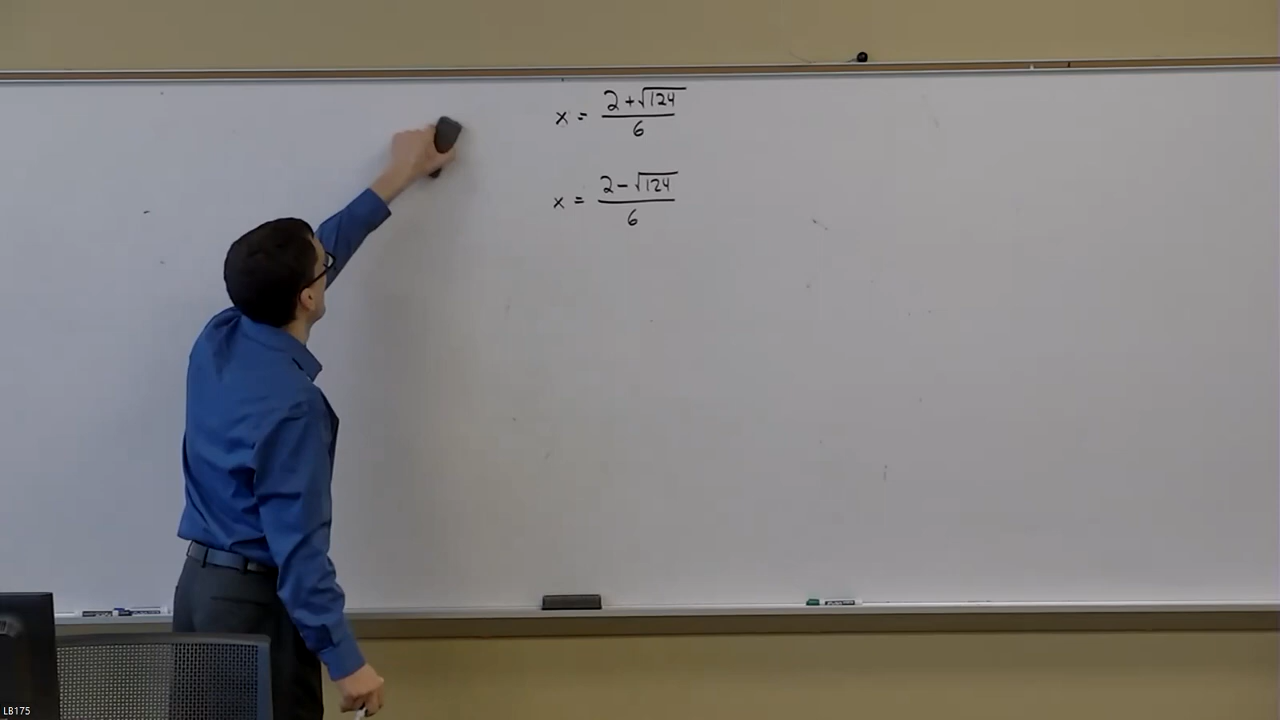 x = (2 + √124) / 6
x = (2 − √124) / 6
LB175